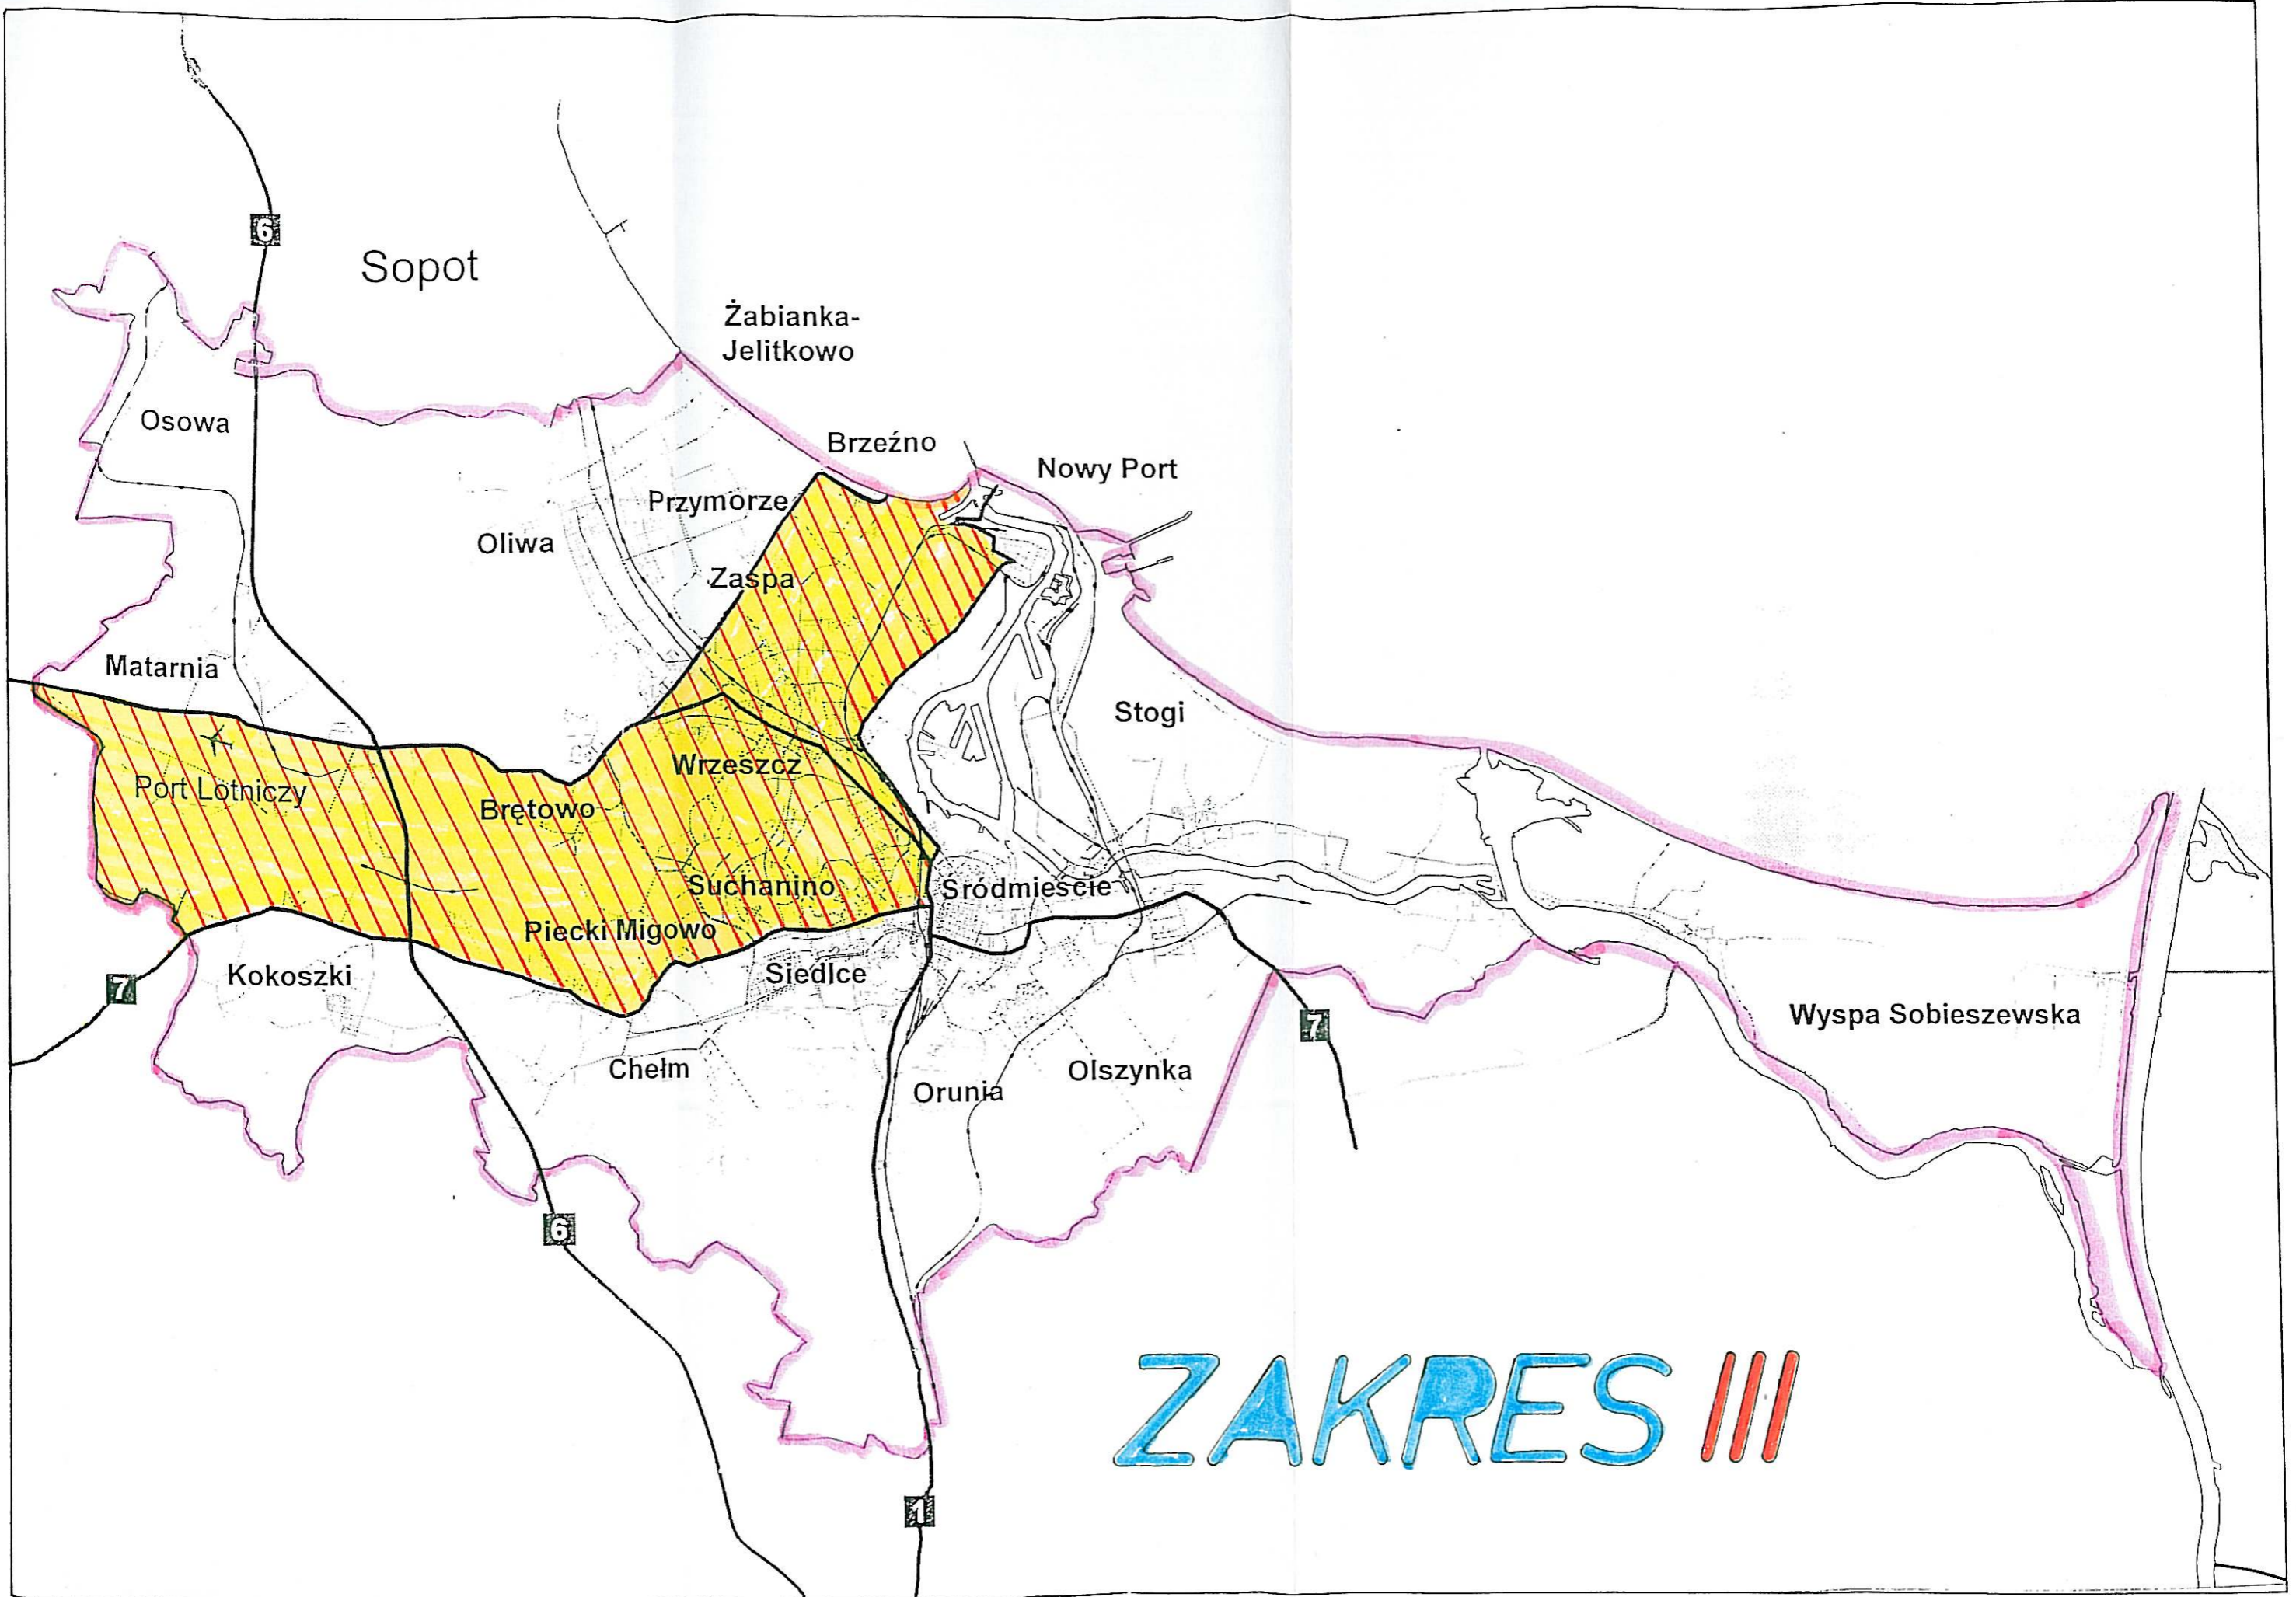 6
Sopot
Żabianka-
Jelitkowo
Osowa
Brzeźno
Nowy Port
Przymorze
Oliwa
Zaspa
Matarnia
Stogi
Wrzeszcz
Port Lotniczy
Brętowo
Suchanino
Sródmieście
Piecki Migowo
Siedlce
Kokoszki
7
Wyspa Sobieszewska
7
Chełm
Olszynka
Orunia
6
ZAKRES III
1